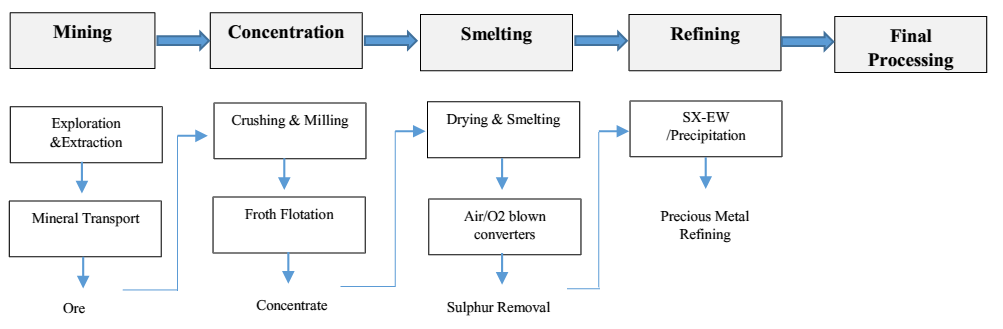 Mining
Concentration
Smelting
Refining
Final
Processing
Exploration
&Extraction
Mineral Transport
Ore
Crushing & Milling
Froth Flotation
Concentrate
Drying & Smelting
Air/O2 blown
converters
Sulphur Removal
SX-EW
/Precipitation
Precious Metal
Refining